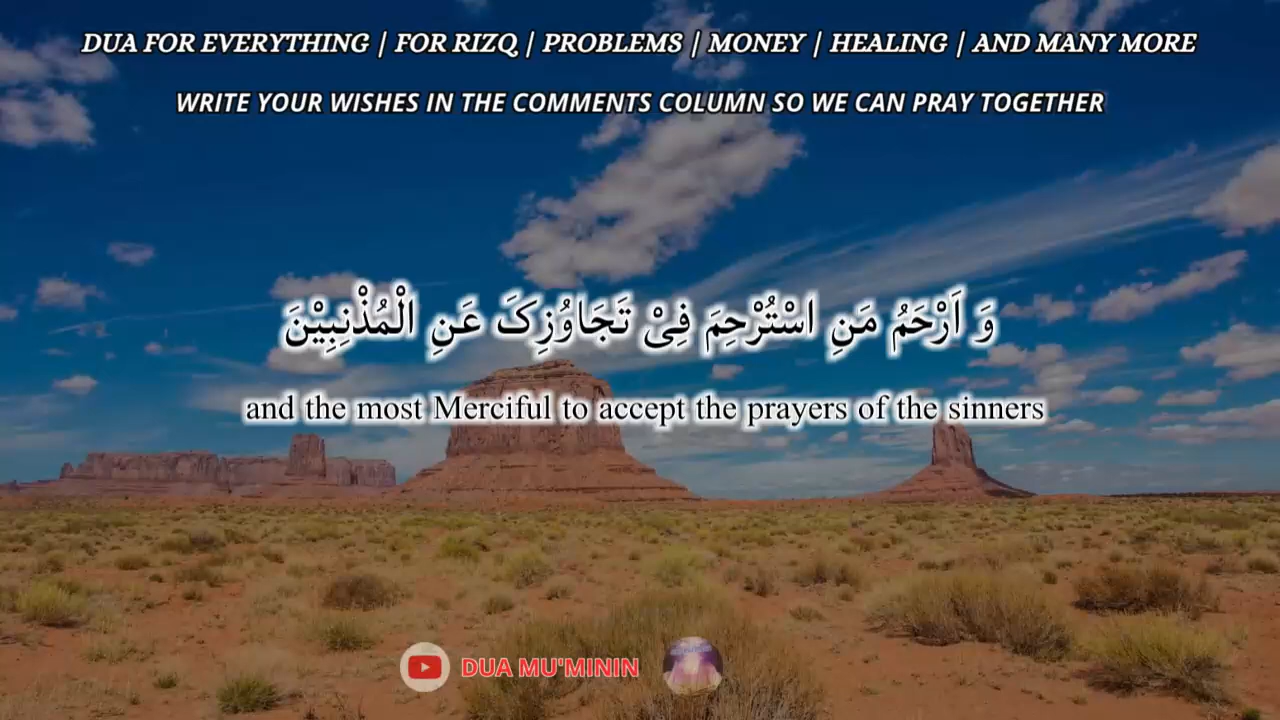 DUA FOR EVERYTHING | FOR RIZQ | PROBLEMS | MONEY | HEALING | AND MANY MORE
WRITE YOUR WISHES IN THE COMMENTS COLUMN SO WE CAN PRAY TOGETHER
وَ اَرْحَمُ مَنِ اسْتُرْحِمَ فِیْ تَجَاوُزِکَ عَنِ الْمُذْنِبِیْنَ
and the most Merciful to accept the prayers of the sinners
DUA MU'MININ